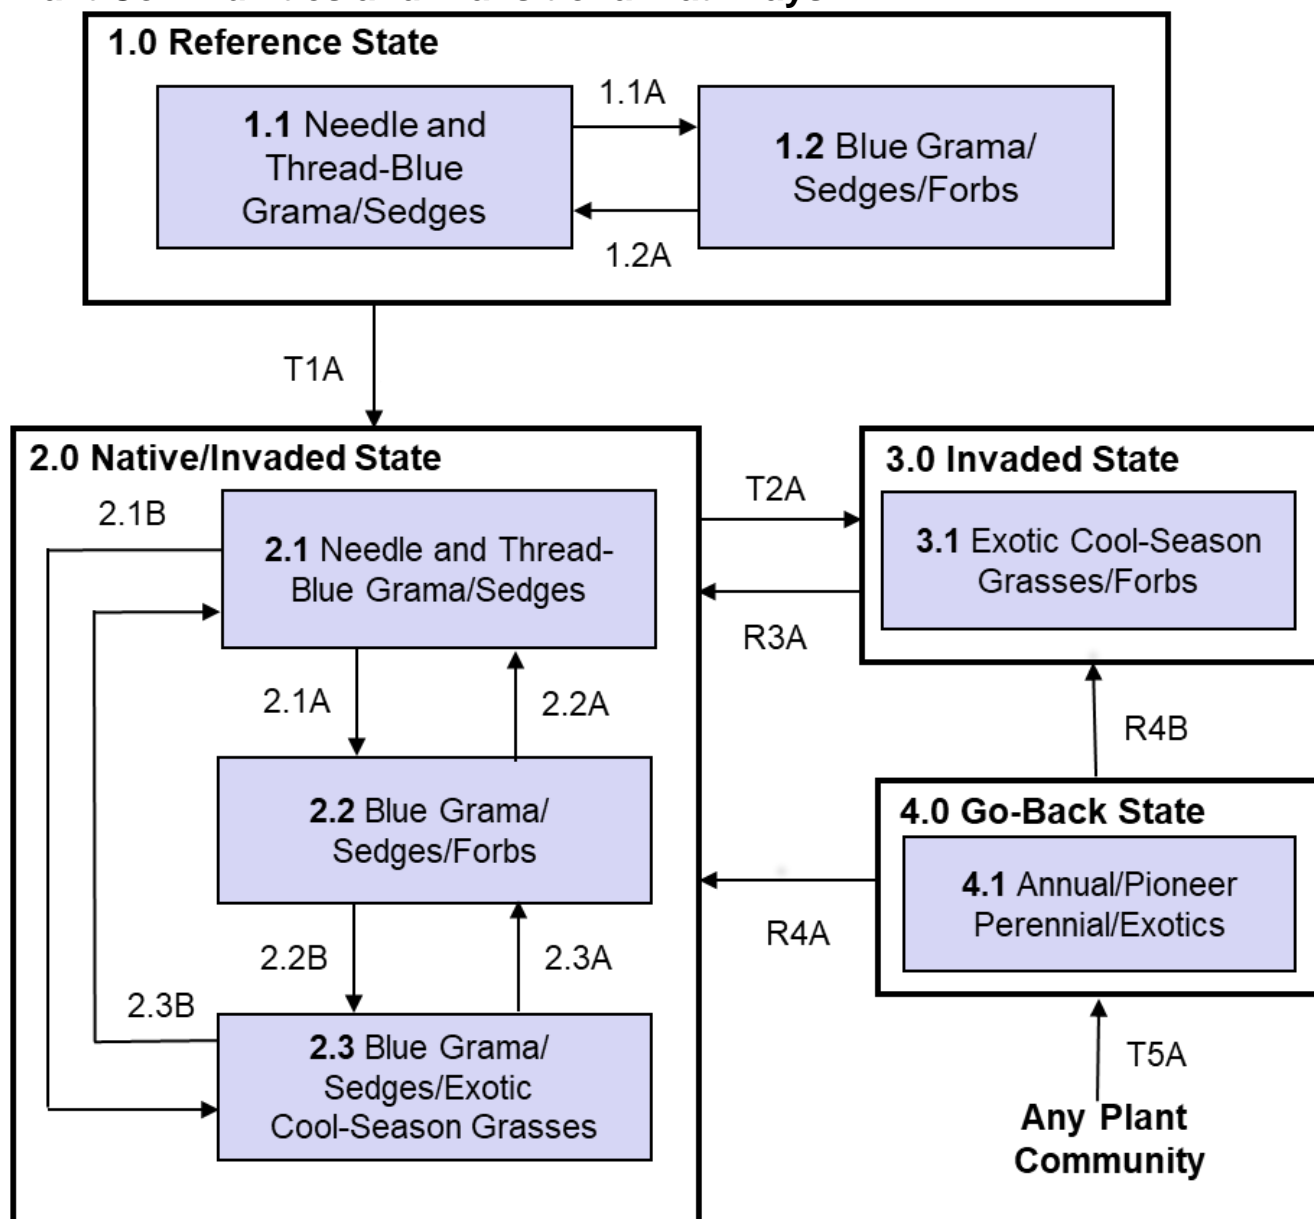 1.0 Reference State
1.1 Needle and
Thread-Blue
Grama/Sedges
1.1A
1.2 Blue Grama/
Sedges/Forbs
1.2A
T1A
2.0 Native/Invaded State
2.1B
2.1 Needle and Thread-
Blue Grama/Sedges
2.1A
2.2A
2.2 Blue Grama/
Sedges/Forbs
2.2B
2.3A
2.3B
2.3 Blue Grama/
Sedges/Exotic
Cool-Season Grasses
T2A
R3A
3.0 Invaded State
3.1 Exotic Cool-Season
Grasses/Forbs
R4B
4.0 Go-Back State
4.1 Annual/Pioneer
Perennial/Exotics
R4A
T5A
Any Plant
Community